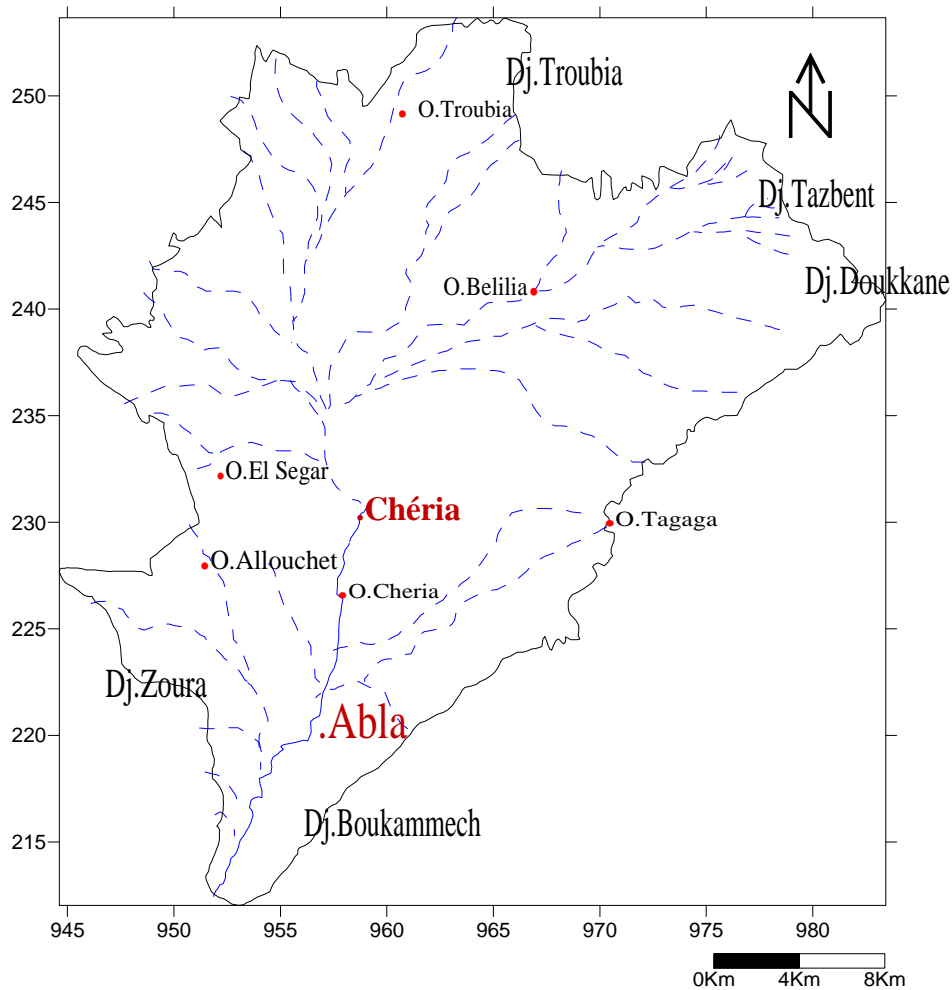 Dj.Troubia
250
O.Troubia
N
245
Dj.Tazbent
O.Belilia
Dj.Doukkane
240
235
O.El Segar
Chéria
230
O.Tagaga
O.Allouchet
O.Cheria
225
Dj.Zoura
.Abla
220
Dj.Boukammech
215
945 950 955 960 965 970 975 980
0Km 4Km 8Km